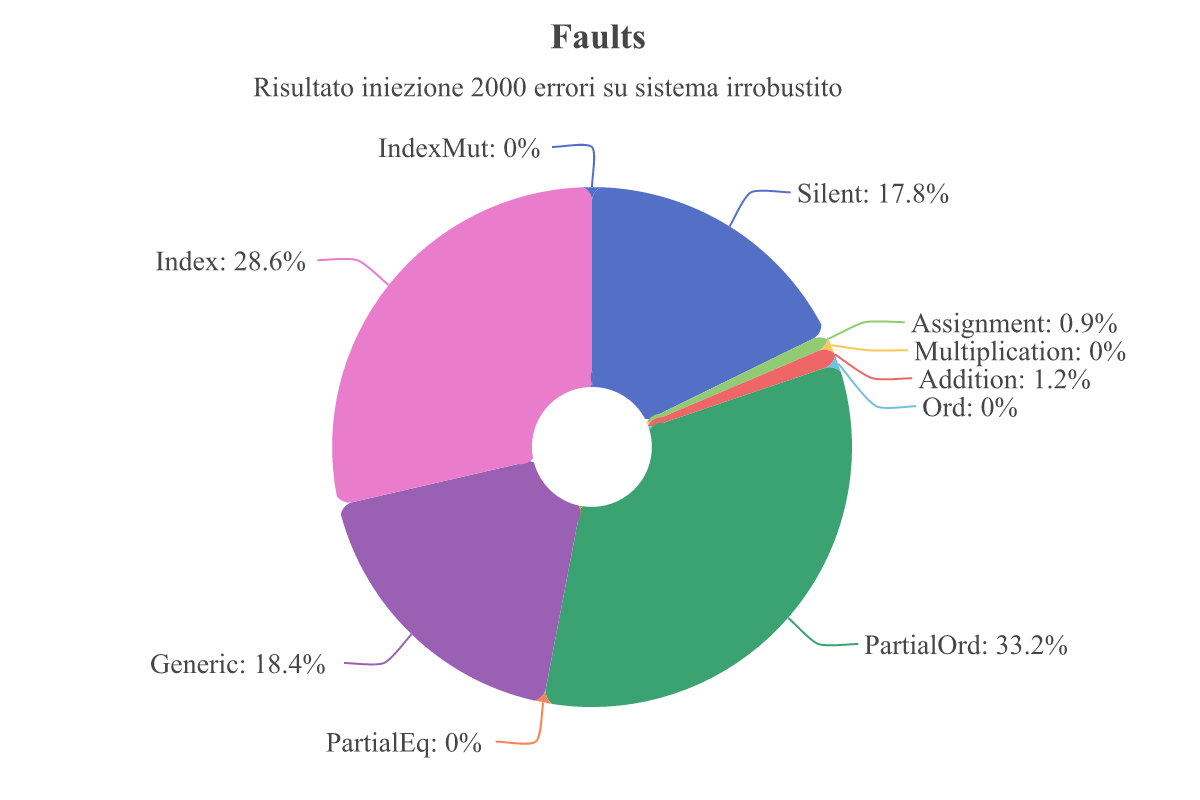 Faults
Risultato iniezione 2000 errori su sistema irrobustito
IndexMut: 0%
Silent: 17.8%
Index: 28.6%
Assignment: 0.9%
Multiplication: 0%
Addition: 1.2%
Ord: 0%
PartialOrd: 33.2%
Generic: 18.4%
PartialEq: 0%